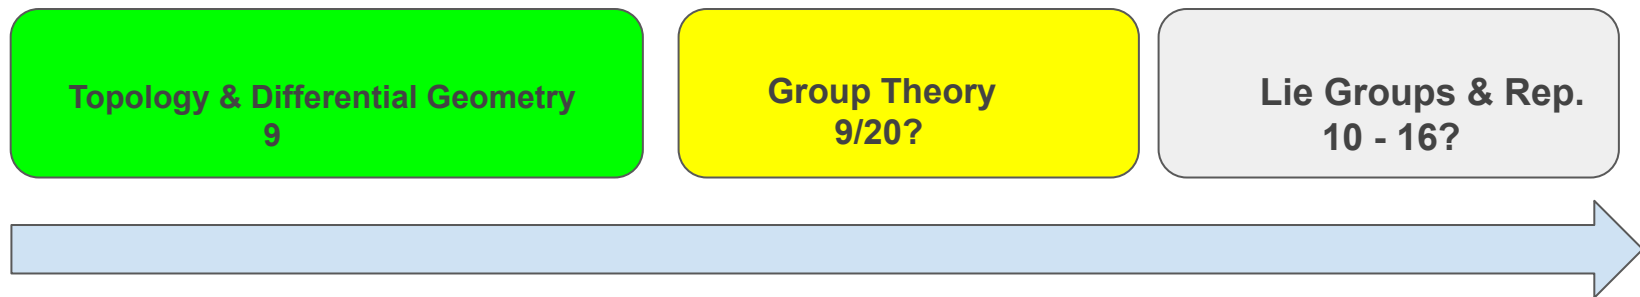 Topology & Differential Geometry
9
Group Theory
9/20?
Lie Groups & Rep.
10 - 16?